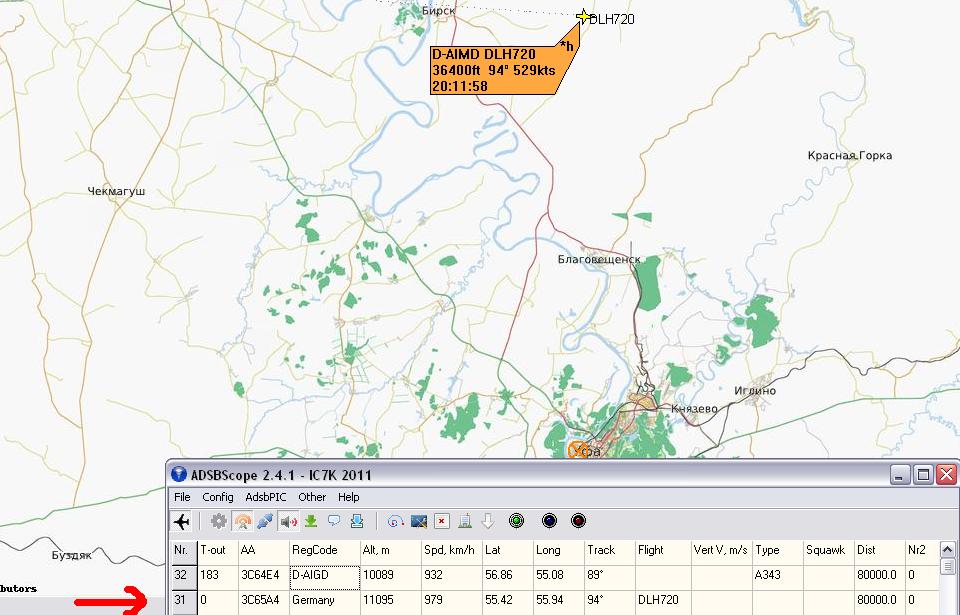 Бирск
DLH720
*h
D-AIMD DLH720
36400ft 94° 529kts
20:11:58
Красная Горка
Чекмагуш
Благовещенск
Иглино
Князево
Уфа
Буздяк
butors
ADSBScope 2.4.1 - IC7K 2011
File Config AdsbPIC Other Help
Nr. T-out AA RegCode Alt, m Spd, km/h Lat Long Track Flight Vert V, m/s Type Squawk Dist Nr2
32 183 3C64E4 D-AIGD 10089 932 56.86 55.08 89° A343 80000.0 0
31 0 3C65A4 Germany 11095 979 55.42 55.94 94° DLH720 80000.0 0